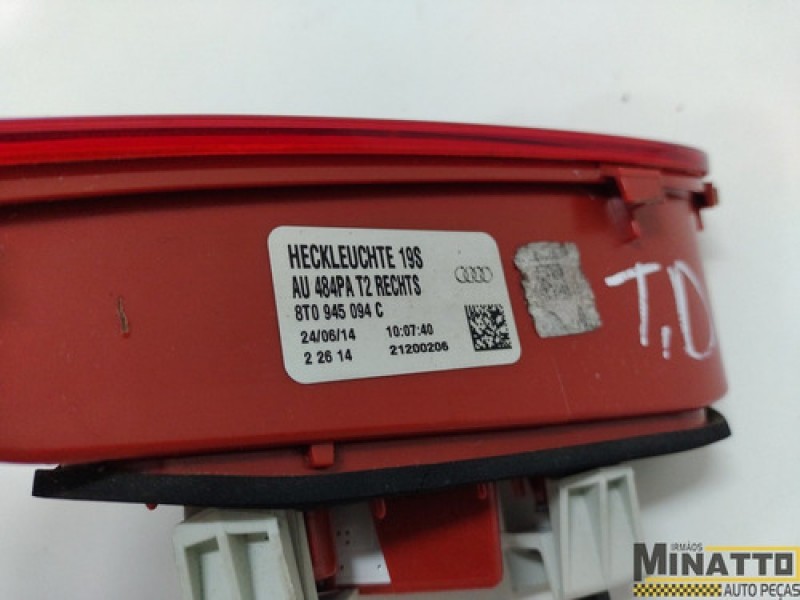 HECKLEUCHTE 19S
AU 484PA T2 RECHTS
8T0 945 094 C
24/06/14 10:07:40
2 26 14 21200206
T.D
IRMÃOS
MINATTO
AUTO PEÇAS